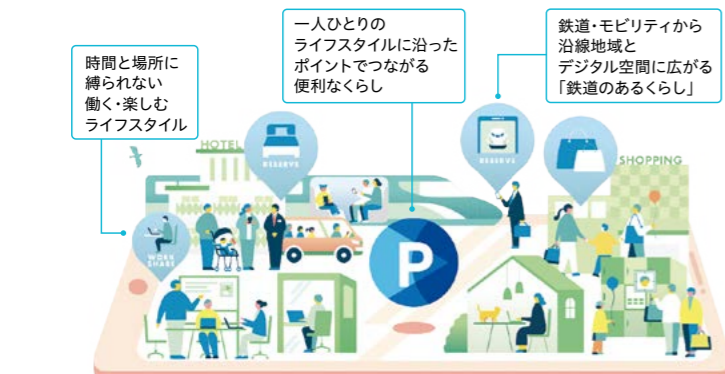 時間と場所に
縛られない
働く・楽しむ
ライフスタイル
一人ひとりの
ライフスタイルに沿った
ポイントでつながる
便利なくらし
鉄道・モビリティから
沿線地域と
デジタル空間に広がる
「鉄道のあるくらし」
HOTEL
RESERVE
RESERVE
SHOPPING
WORK
SHARE
P